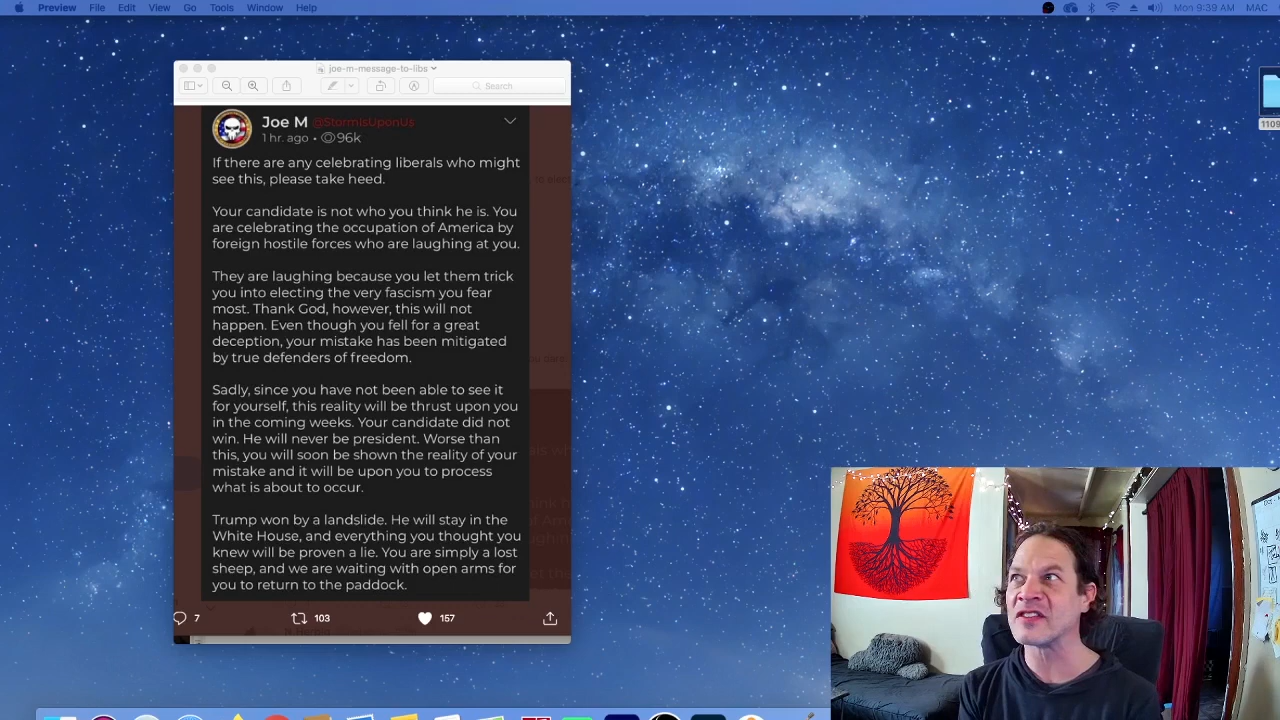 Preview File Edit View Go Tools Window Help
Mon 9:39 AM MAC
joe-m-message-to-libs
Search
Joe M @StormIsUponUs
1 hr. ago • 96k
If there are any celebrating liberals who might
see this, please take heed.
Your candidate is not who you think he is. You
are celebrating the occupation of America by
foreign hostile forces who are laughing at you.
They are laughing because you let them trick
you into electing the very fascism you fear
most. Thank God, however, this will not
happen. Even though you fell for a great
deception, your mistake has been mitigated
by true defenders of freedom.
Sadly, since you have not been able to see it
for yourself, this reality will be thrust upon you
in the coming weeks. Your candidate did not
win. He will never be president. Worse than
this, you will soon be shown the reality of your
mistake and it will be upon you to process
what is about to occur.
Trump won by a landslide. He will stay in the
White House, and everything you thought you
knew will be proven a lie. You are simply a lost
sheep, and we are waiting with open arms for
you to return to the paddock.
7 103 157
1109